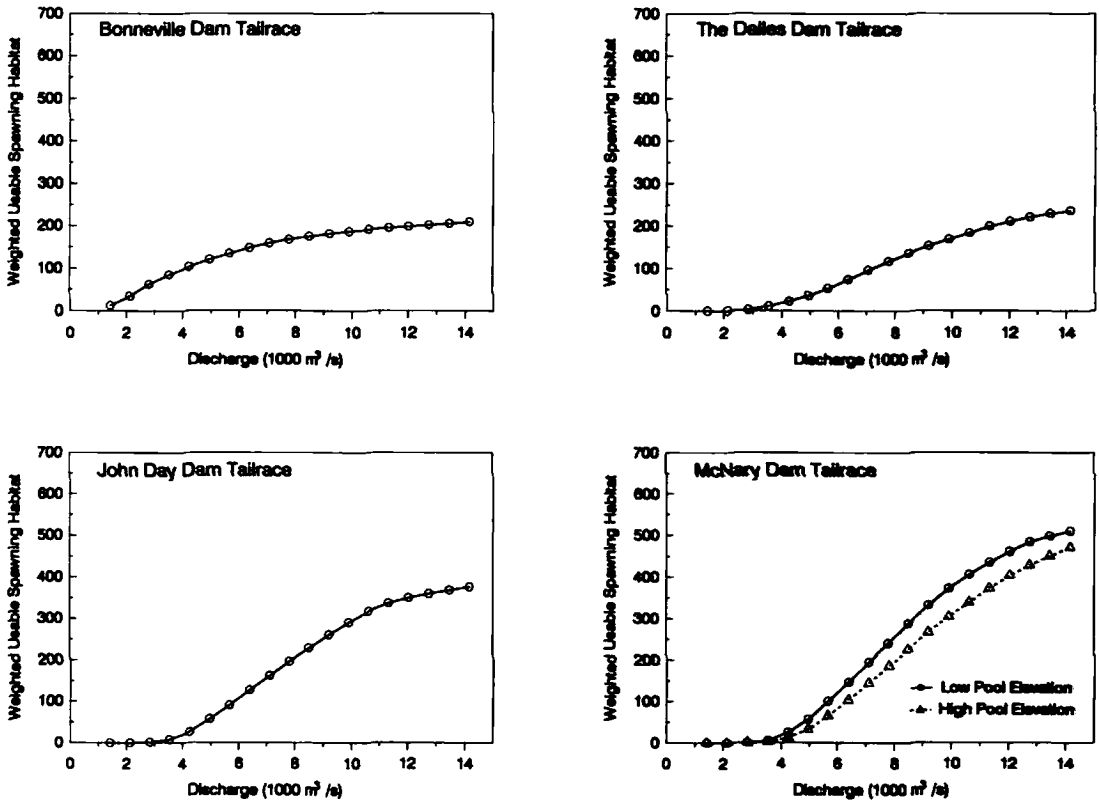 Bonneville Dam Tailrace
Weighted Usable Spawning Habitat
700
600
500
400
300
200
100
0
0 2 4 6 8 10 12 14
Discharge (1000 m³ /s)
The Dalles Dam Tailrace
Weighted Usable Spawning Habitat
700
600
500
400
300
200
100
0
0 2 4 6 8 10 12 14
Discharge (1000 m³ /s)
John Day Dam Tailrace
Weighted Usable Spawning Habitat
700
600
500
400
300
200
100
0
0 2 4 6 8 10 12 14
Discharge (1000 m³ /s)
McNary Dam Tailrace
Weighted Usable Spawning Habitat
700
600
500
400
300
200
100
0
Low Pool Elevation
High Pool Elevation
0 2 4 6 8 10 12 14
Discharge (1000 m³ /s)